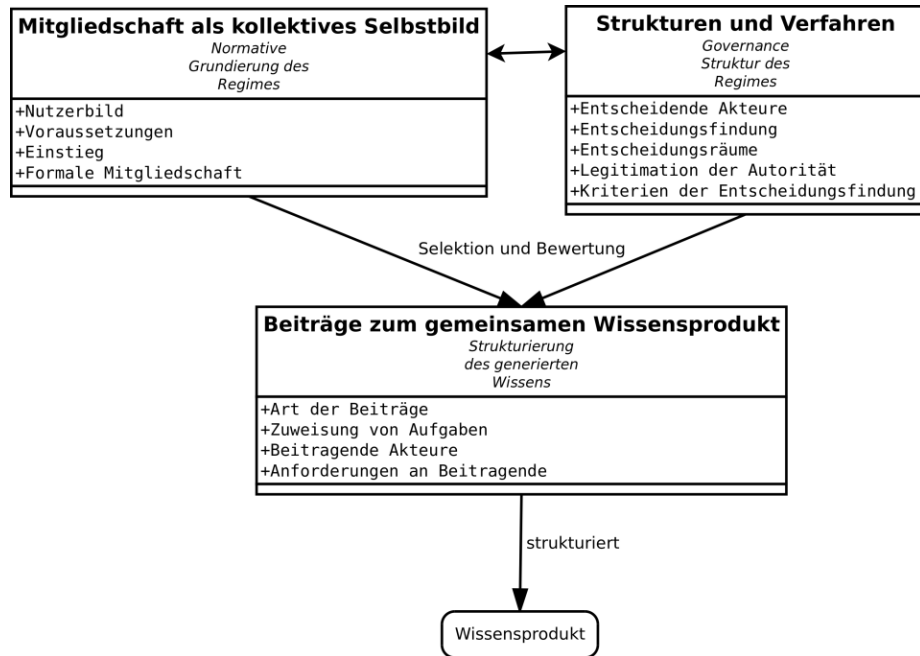 Mitgliedschaft als kollektives Selbstbild
Normative
Grundierung des
Regimes
+Nutzerbild
+Voraussetzungen
+Einstieg
+Formale Mitgliedschaft
Strukturen und Verfahren
Governance
Struktur des
Regimes
+Entscheidende Akteure
+Entscheidungsfindung
+Entscheidungsräume
+Legitimation der Autorität
+Kriterien der Entscheidungsfindung
Selektion und Bewertung
Beiträge zum gemeinsamen Wissensprodukt
Strukturierung
des generierten
Wissens
+Art der Beiträge
+Zuweisung von Aufgaben
+Beitragende Akteure
+Anforderungen an Beitragende
strukturiert
Wissensprodukt